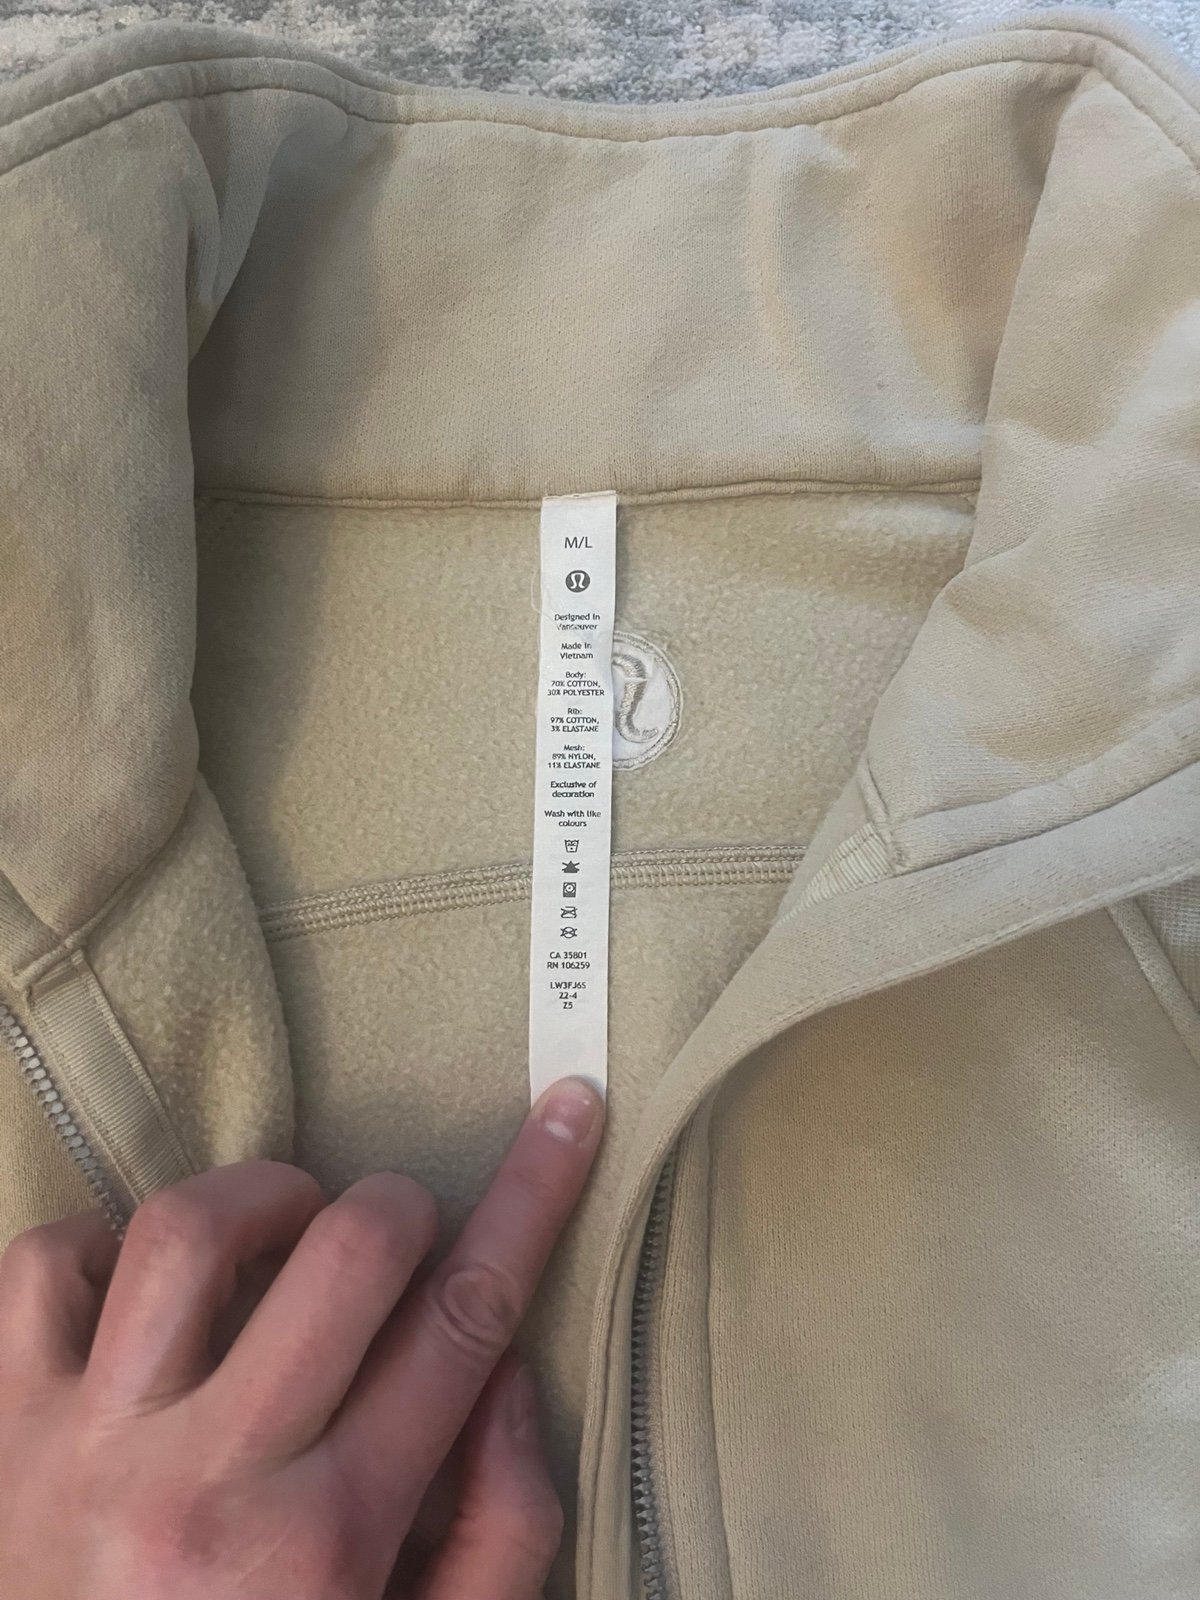 M/L
Designed in
Vancouver
Made in
Vietnam
Body:
70% COTTON,
30% POLYESTER
Rib:
97% COTTON,
3% ELASTANE
Mesh:
89% NYLON,
11% ELASTANE
Exclusive of
decoration
Wash with like
colours
CA 35801
RN 106259
LW3FJ6S
22-4
Z5